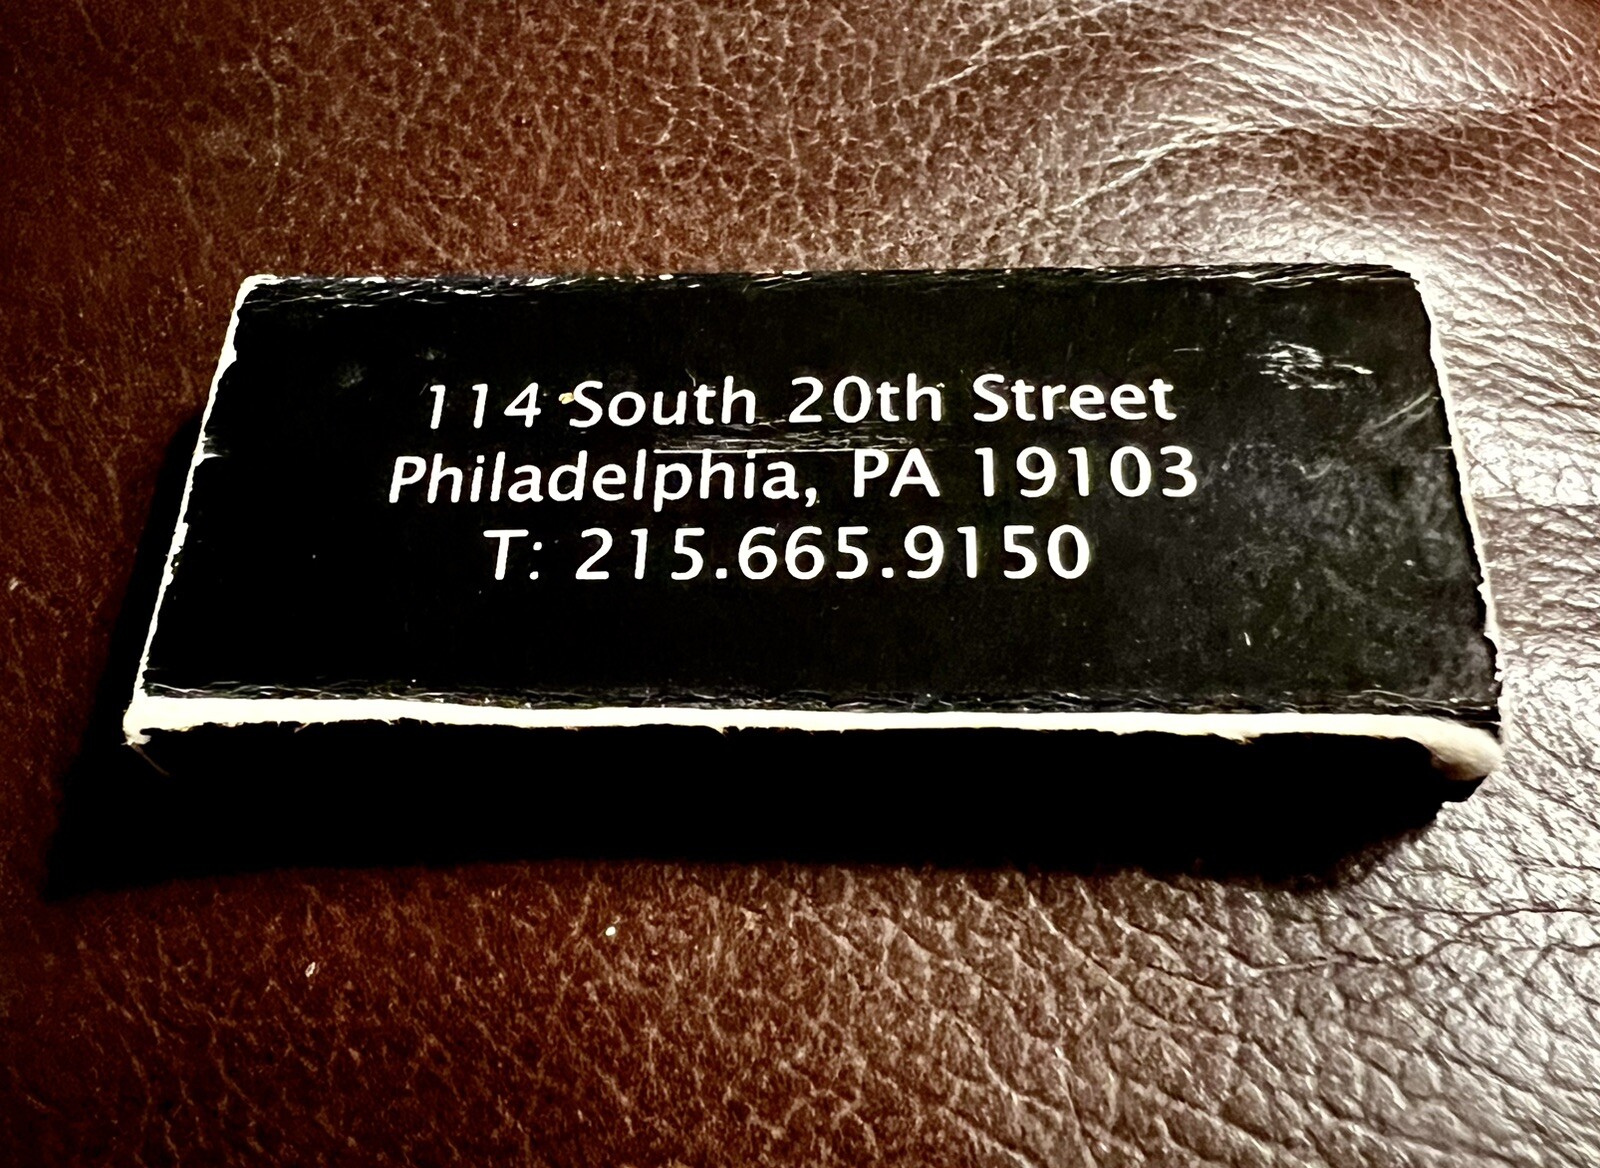 114 South 20th Street
Philadelphia, PA 19103
T: 215.665.9150